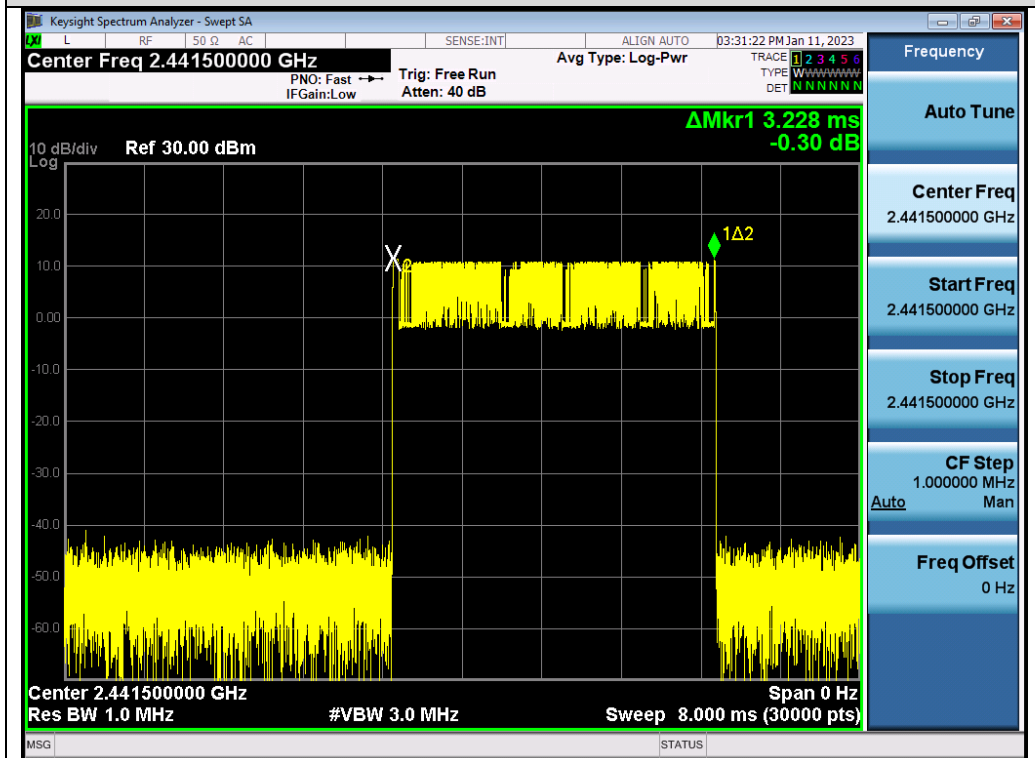 Keysight Spectrum Analyzer - Swept SA
LXI L RF 50 Ω AC SENSE:INT ALIGN AUTO 03:31:22 PM Jan 11, 2023
Center Freq 2.441500000 GHz
PNO: Fast
IFGain:Low
Trig: Free Run
Atten: 40 dB
Avg Type: Log-Pwr
TRACE 1 2 3 4 5 6
TYPE WWWWWW
DET N N N N N N
ΔMkr1 3.228 ms
-0.30 dB
10 dB/div Ref 30.00 dBm
Log
20.0
10.0
0.00
-10.0
-20.0
-30.0
-40.0
-50.0
-60.0
X2
1Δ2
Center 2.441500000 GHz Span 0 Hz
Res BW 1.0 MHz #VBW 3.0 MHz Sweep 8.000 ms (30000 pts)
MSG STATUS
Frequency
Auto Tune
Center Freq
2.441500000 GHz
Start Freq
2.441500000 GHz
Stop Freq
2.441500000 GHz
CF Step
1.000000 MHz
Auto Man
Freq Offset
0 Hz